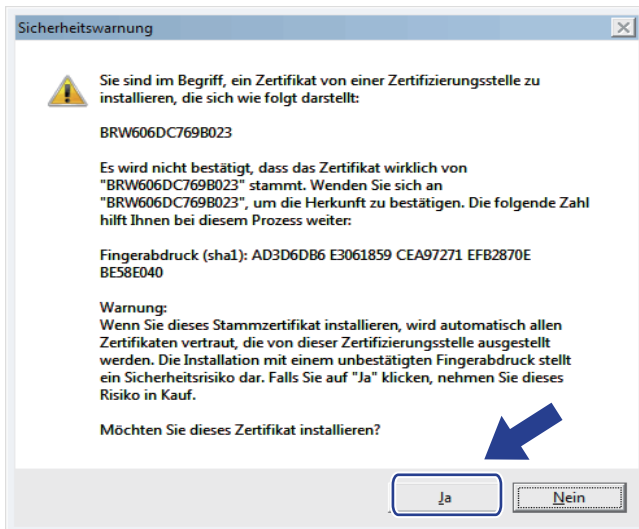 Sicherheitswarnung
Sie sind im Begriff, ein Zertifikat von einer Zertifizierungsstelle zu
installieren, die sich wie folgt darstellt:
BRW606DC769B023
Es wird nicht bestätigt, dass das Zertifikat wirklich von
"BRW606DC769B023" stammt. Wenden Sie sich an
"BRW606DC769B023", um die Herkunft zu bestätigen. Die folgende Zahl
hilft Ihnen bei diesem Prozess weiter:
Fingerabdruck (sha1): AD3D6DB6 E3061859 CEA97271 EFB2870E
BE58E040
Warnung:
Wenn Sie dieses Stammzertifikat installieren, wird automatisch allen
Zertifikaten vertraut, die von dieser Zertifizierungsstelle ausgestellt
werden. Die Installation mit einem unbestätigten Fingerabdruck stellt
ein Sicherheitsrisiko dar. Falls Sie auf "Ja" klicken, nehmen Sie dieses
Risiko in Kauf.
Möchten Sie dieses Zertifikat installieren?
Ja
Nein